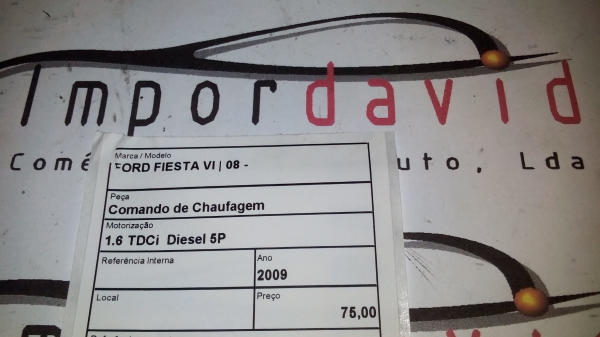 Impordavid
Comé uto, Lda
Marca / Modelo
FORD FIESTA VI | 08 -
Peça
Comando de Chaufagem
Motorização
1.6 TDCi Diesel 5P
Referência Interna
Ano
2009
Local
Preço
75,00